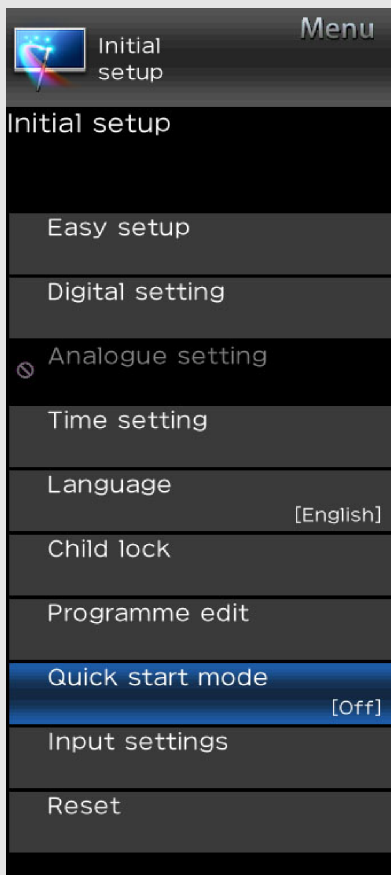 Menu
Initial
setup
Initial setup
Easy setup
Digital setting
Analogue setting
Time setting
Language
[English]
Child lock
Programme edit
Quick start mode
[Off]
Input settings
Reset